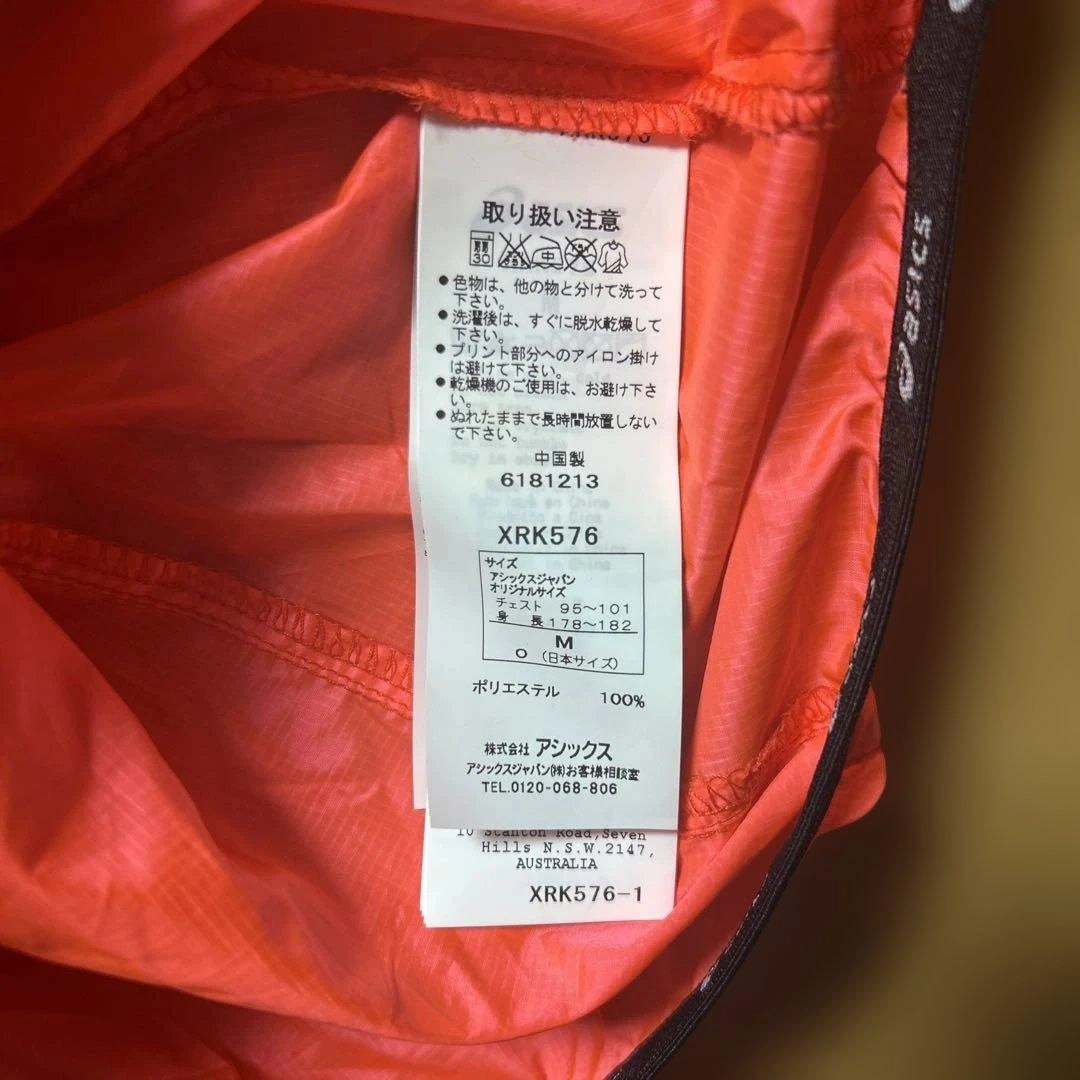 取り扱い注意
30 中
● 色物は、他の物と分けて洗って
下さい。
● 洗濯後は、すぐに脱水乾燥して
下さい。
● プリント部分へのアイロン掛け
は避けて下さい。
● 乾燥機のご使用は、お避け下さ
い。
● ぬれたままで長時間放置しない
で下さい。
中国製
6181213
XRK576
サイズ
アシックスジャパン
オリジナルサイズ
チェスト 95～101
身 長 178～182
M
O (日本サイズ)
ポリエステル 100%
株式会社 アシックス
アシックスジャパン(株)お客様相談室
TEL.0120-068-806
10 Stanton Road,Seven
Hills N.S.W.2147,
AUSTRALIA
XRK576-1
asics